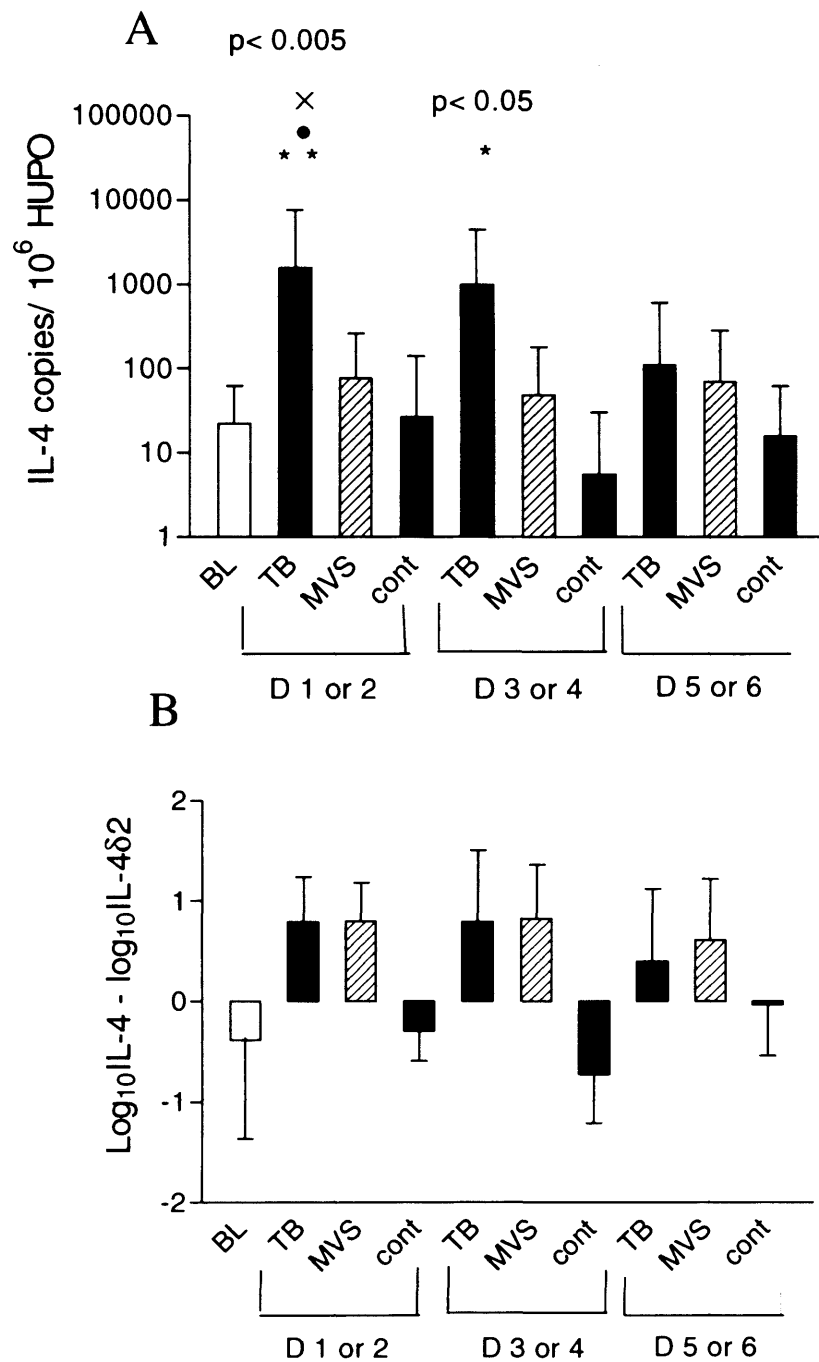 A
p< 0.005
p< 0.05
×
●
* *
*
IL-4 copies/ 10⁶ HUPO
100000
10000
1000
100
10
1
BL TB MVS cont TB MVS cont TB MVS cont
D 1 or 2 D 3 or 4 D 5 or 6
B
Log₁₀IL-4 - log₁₀IL-4δ2
2
1
0
-1
-2
BL TB MVS cont TB MVS cont TB MVS cont
D 1 or 2 D 3 or 4 D 5 or 6